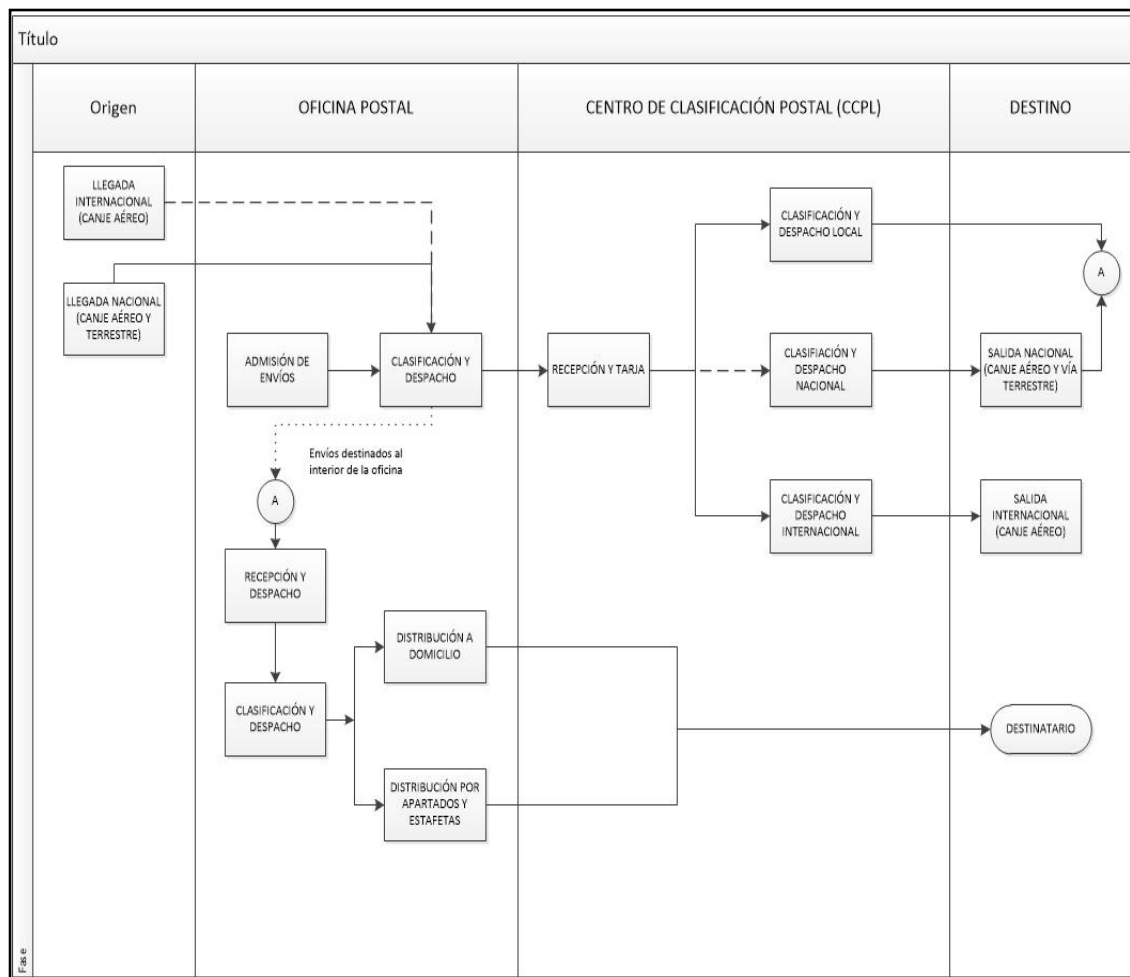 Título
Origen
OFICINA POSTAL
CENTRO DE CLASIFICACIÓN POSTAL (CCPL)
DESTINO
LLEGADA
INTERNACIONAL
(CANJE AÉREO)
LLEGADA NACIONAL
(CANJE AÉREO Y
TERRESTRE)
ADMISIÓN DE
ENVÍOS
CLASIFICACIÓN Y
DESPACHO
RECEPCIÓN Y TARJA
CLASIFICACIÓN Y
DESPACHO LOCAL
A
CLASIFIACIÓN Y
DESPACHO
NACIONAL
SALIDA NACIONAL
(CANJE AÉREO Y VÍA
TERRESTRE)
CLASIFICACIÓN Y
DESPACHO
INTERNACIONAL
SALIDA
INTERNACIONAL
(CANJE AÉREO)
Envíos destinados al
interior de la oficina
A
RECEPCIÓN Y
DESPACHO
CLASIFICACIÓN Y
DESPACHO
DISTRIBUCIÓN A
DOMICILIO
DISTRIBUCIÓN POR
APARTADOS Y
ESTAFETAS
DESTINATARIO
Fase